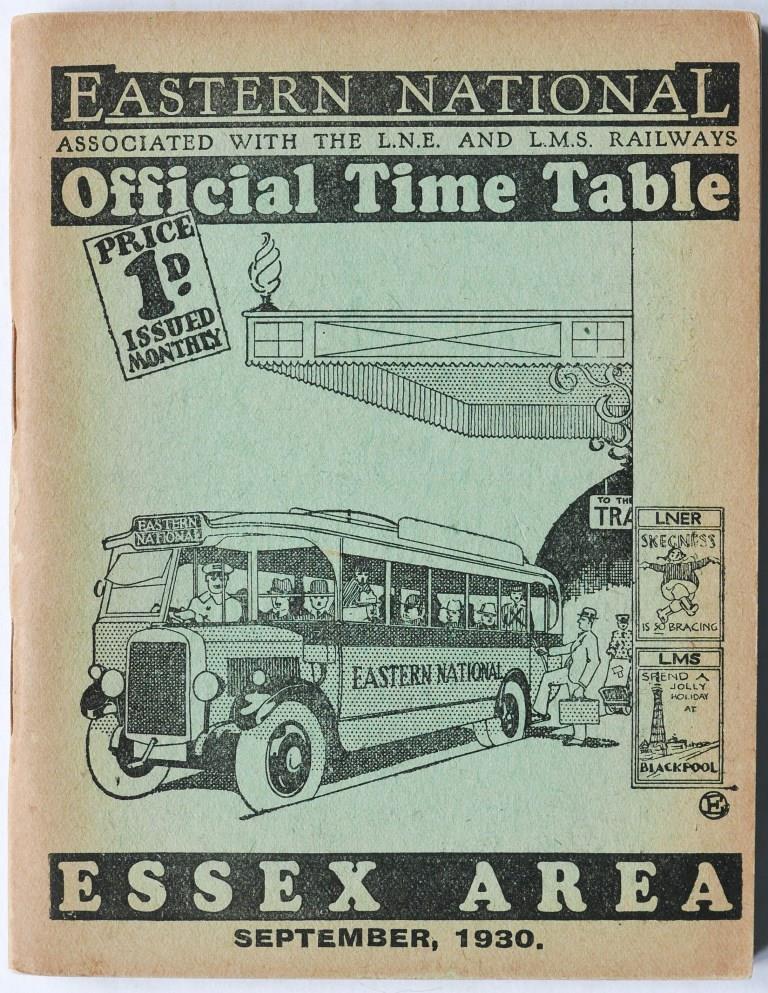 EASTERN NATIONAL
ASSOCIATED WITH THE L.N.E. AND L.M.S. RAILWAYS
Official Time Table
PRICE
1D.
ISSUED
MONTHLY
TO THE
TRA
EASTERN
NATIONAL
EASTERN NATIONAL
LNER
SKEGNESS
IS SO BRACING
LMS
SPEND A
JOLLY
HOLIDAY
AT
BLACKPOOL
E
ESSEX AREA
SEPTEMBER, 1930.